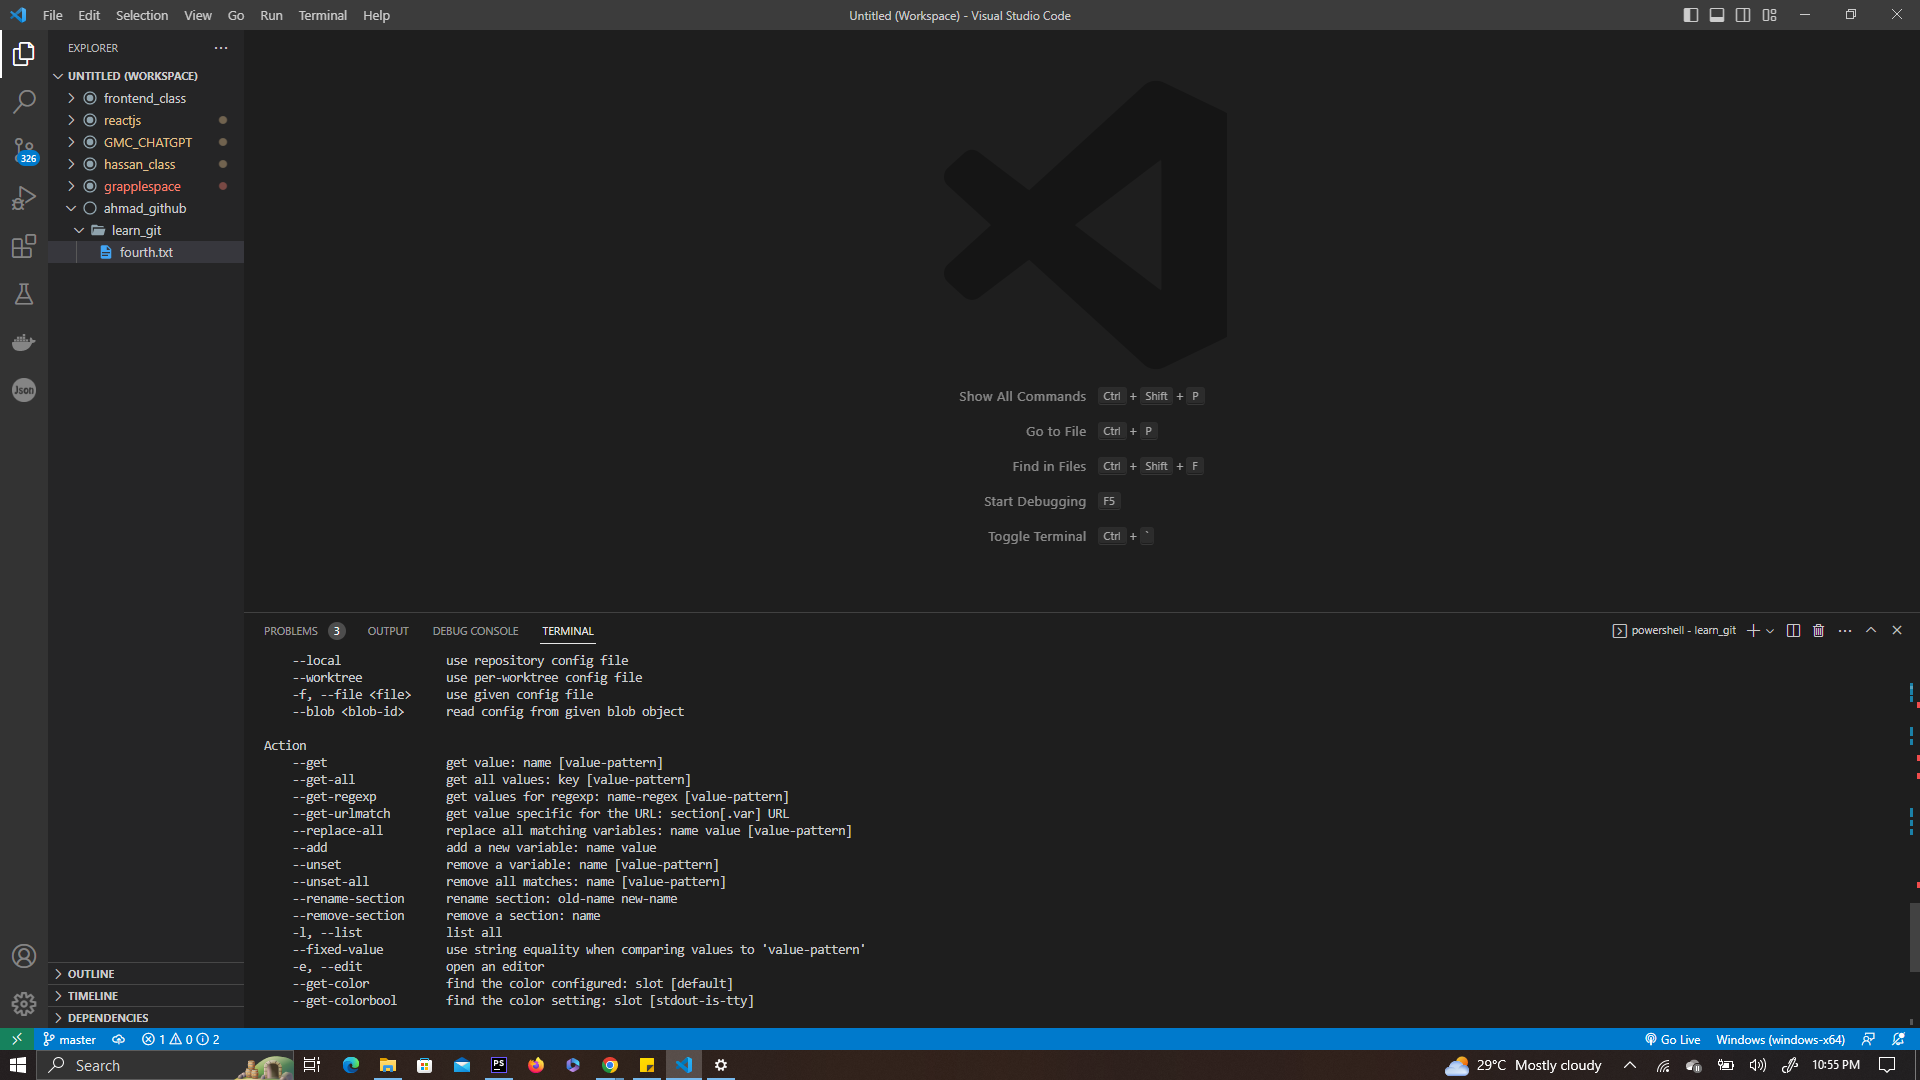 File Edit Selection View Go Run Terminal Help
Untitled (Workspace) - Visual Studio Code
EXPLORER
UNTITLED (WORKSPACE)
frontend_class
reactjs
GMC_CHATGPT
326
hassan_class
grapplespace
ahmad_github
learn_git
fourth.txt
Json
Show All Commands Ctrl + Shift + P
Go to File Ctrl + P
Find in Files Ctrl + Shift + F
Start Debugging F5
Toggle Terminal Ctrl + `
PROBLEMS 3 OUTPUT DEBUG CONSOLE TERMINAL
powershell - learn_git
--local use repository config file
--worktree use per-worktree config file
-f, --file <file> use given config file
--blob <blob-id> read config from given blob object
Action
--get get value: name [value-pattern]
--get-all get all values: key [value-pattern]
--get-regexp get values for regexp: name-regex [value-pattern]
--get-urlmatch get value specific for the URL: section[.var] URL
--replace-all replace all matching variables: name value [value-pattern]
--add add a new variable: name value
--unset remove a variable: name [value-pattern]
--unset-all remove all matches: name [value-pattern]
--rename-section rename section: old-name new-name
--remove-section remove a section: name
-l, --list list all
--fixed-value use string equality when comparing values to 'value-pattern'
-e, --edit open an editor
--get-color find the color configured: slot [default]
--get-colorbool find the color setting: slot [stdout-is-tty]
OUTLINE
TIMELINE
DEPENDENCIES
master 1 0 2
Go Live Windows (windows-x64)
Search
PS
29°C Mostly cloudy
10:55 PM